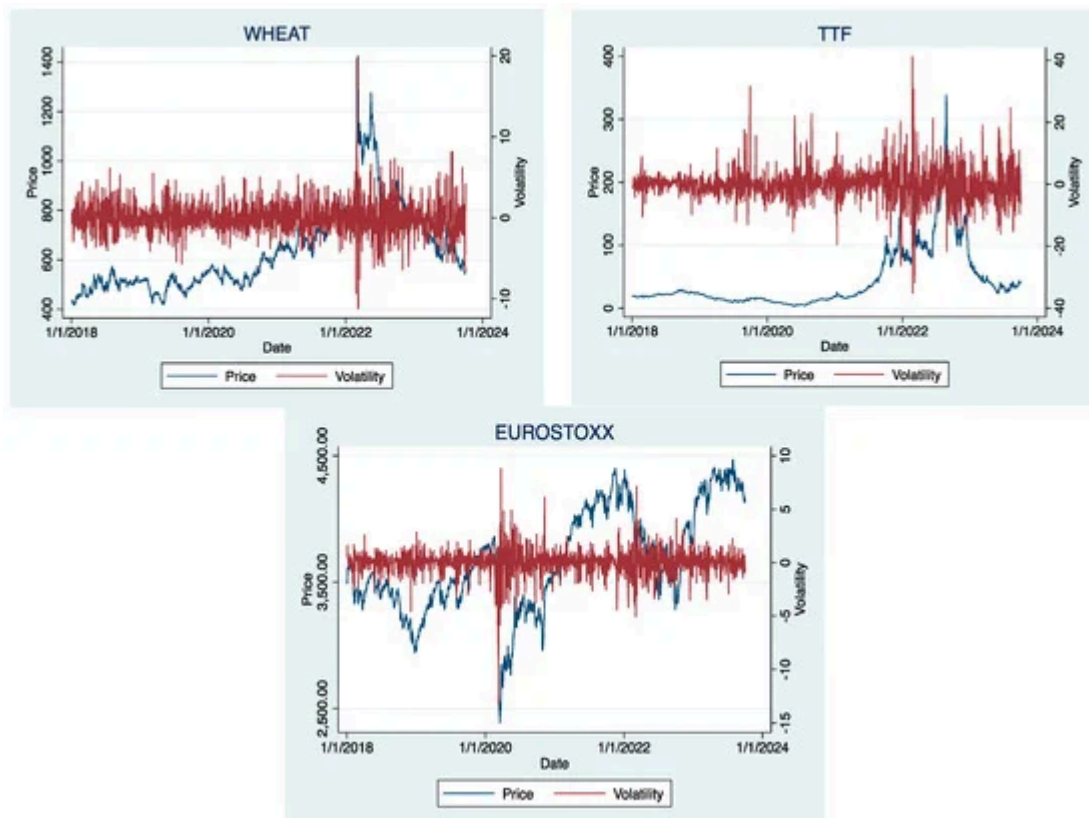 WHEAT
1400
1200
1000
800
600
400
Price
20
10
0
-10
Volatility
1/1/2018
1/1/2020
1/1/2022
1/1/2024
Date
Price
Volatility
TTF
400
300
200
100
0
Price
40
20
0
-20
-40
Volatility
1/1/2018
1/1/2020
1/1/2022
1/1/2024
Date
Price
Volatility
EUROSTOXX
4,500.00
3,500.00
2,500.00
Price
10
5
0
-5
-10
-15
Volatility
1/1/2018
1/1/2020
1/1/2022
1/1/2024
Date
Price
Volatility